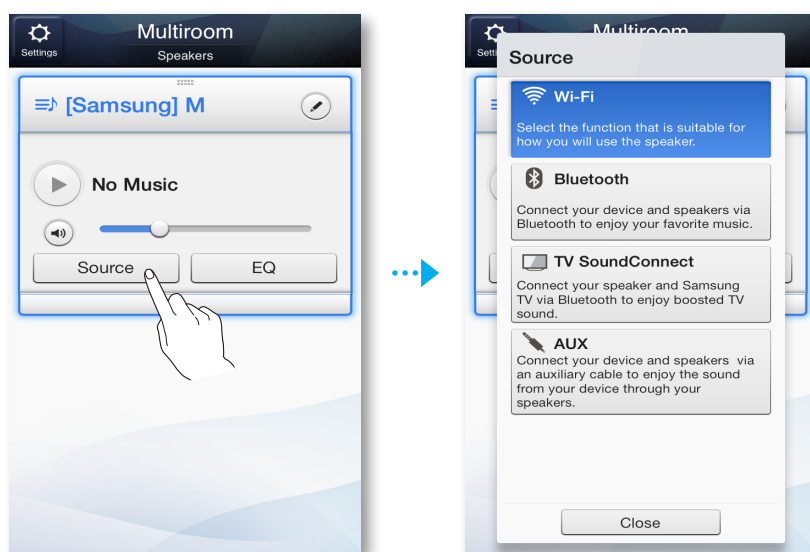 Multiroom
Settings
Speakers
[Samsung] M
No Music
Source
EQ
Multiroom
Setti
Source
Wi-Fi
Select the function that is suitable for
how you will use the speaker.
Bluetooth
Connect your device and speakers via
Bluetooth to enjoy your favorite music.
TV SoundConnect
Connect your speaker and Samsung
TV via Bluetooth to enjoy boosted TV
sound.
AUX
Connect your device and speakers via
an auxiliary cable to enjoy the sound
from your device through your
speakers.
Close